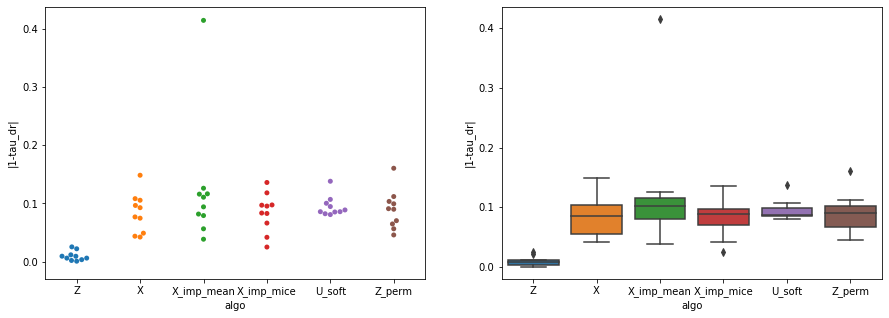 0.4
0.3
0.2
0.1
0.0
|1-tau_dr|
Z X X_imp_mean X_imp_mice U_soft Z_perm
algo
0.4
0.3
0.2
0.1
0.0
|1-tau_dr|
Z X X_imp_mean X_imp_mice U_soft Z_perm
algo